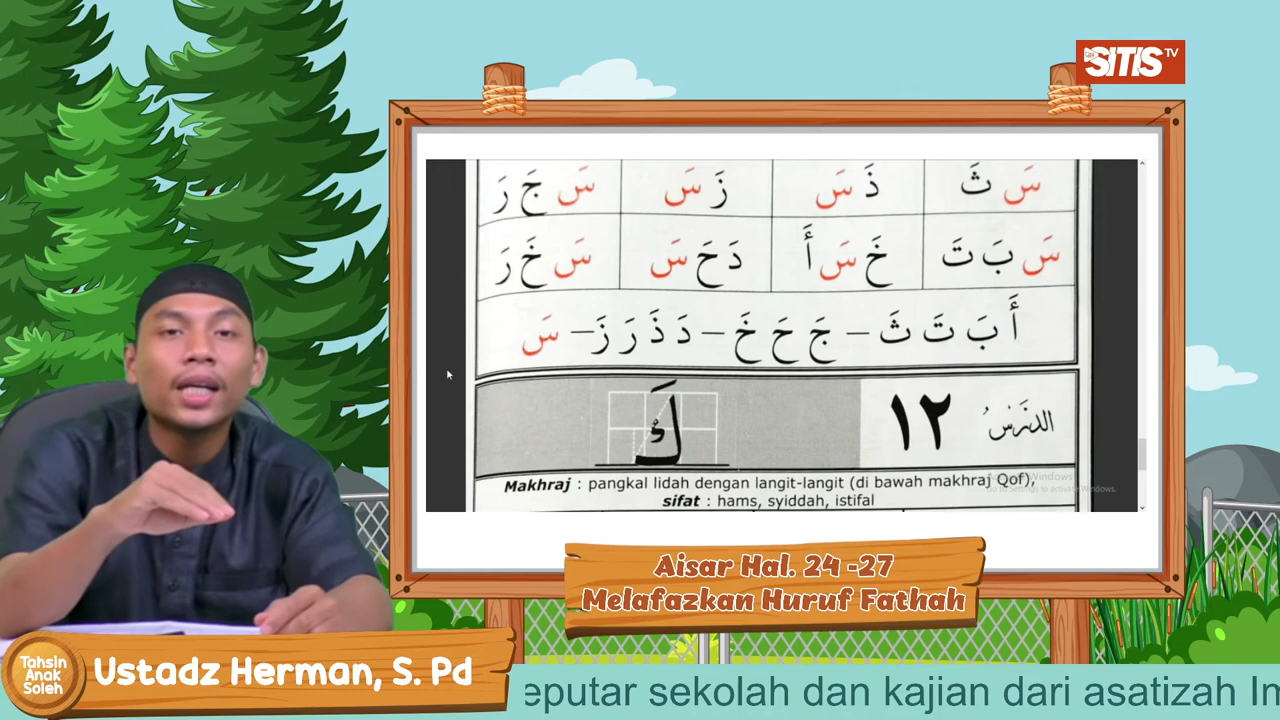 SITIS TV
سَ ثَ
ذَ سَ
زَ سَ
سَ جَ رَ
سَ بَ تَ
خَ سَ أَ
دَ حَ سَ
سَ خَ رَ
أَ بَ تَ ثَ – جَ حَ خَ – دَ ذَ رَ زَ – سَ
الدَّرْسُ ١٢
كَ
Makhraj : pangkal lidah dengan langit-langit (di bawah makhraj Qof),
sifat : hams, syiddah, istifal
Aisar Hal. 24 -27
Melafazkan Huruf Fathah
Tahsin
Anak
Soleh
Ustadz Herman, S. Pd
eputar sekolah dan kajian dari asatizah Im